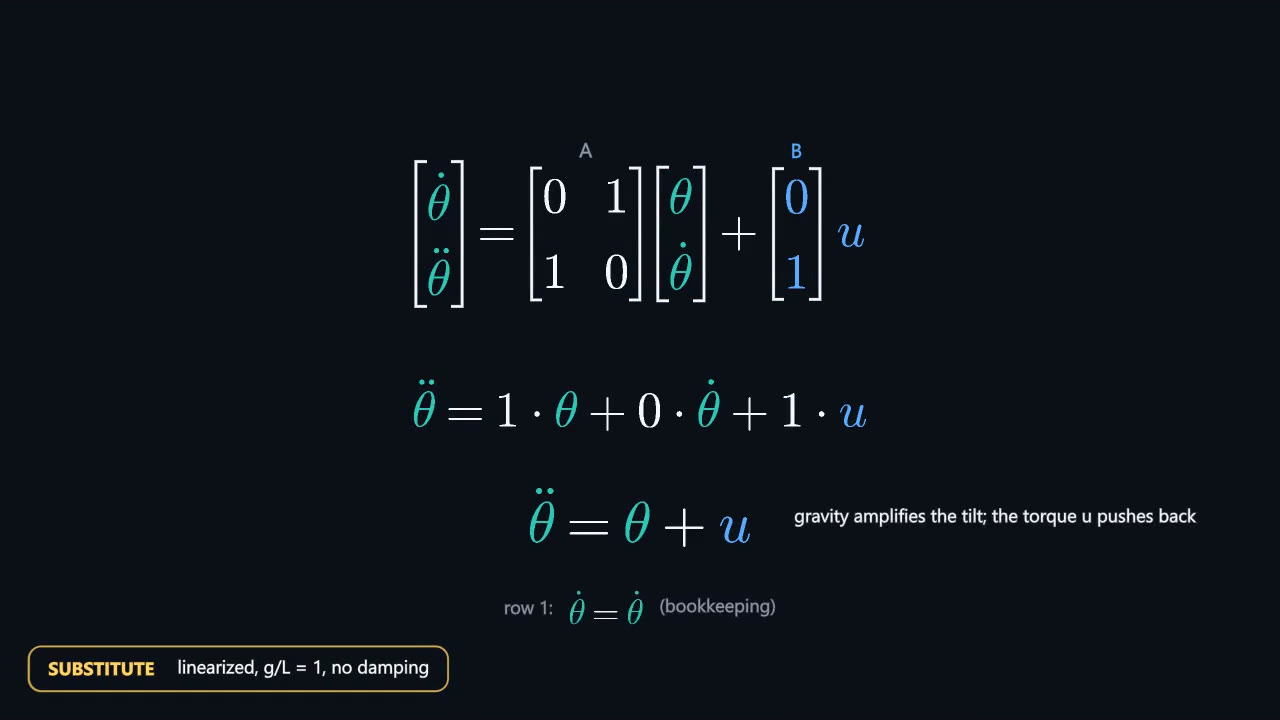 A B
[θ̇ θ̈] = [0 1 1 0] [θ θ̇] + [0 1] u
θ̈ = 1 · θ + 0 · θ̇ + 1 · u
θ̈ = θ + u gravity amplifies the tilt; the torque u pushes back
row 1: θ̇ = θ̇ (bookkeeping)
SUBSTITUTE linearized, g/L = 1, no damping